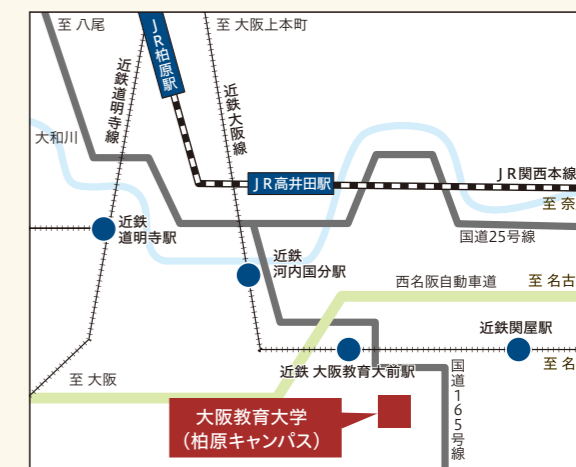 至 八尾
JR柏原駅
至 大阪上本町
近鉄道明寺線
近鉄大阪線
大和川
JR高井田駅
JR関西本線
至 奈
近鉄
道明寺駅
国道25号線
近鉄
河内国分駅
西名阪自動車道
至 名古
近鉄関屋駅
近鉄 大阪教育大前駅
至 名
至 大阪
国道165号線
大阪教育大学
（柏原キャンパス）